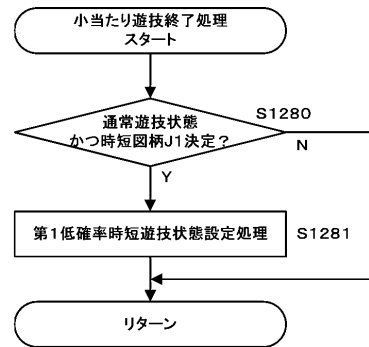 小当たり遊技終了処理
スタート
S1280
通常遊技状態
かつ時短図柄J1決定？
N
Y
第1低確率時短遊技状態設定処理
S1281
リターン